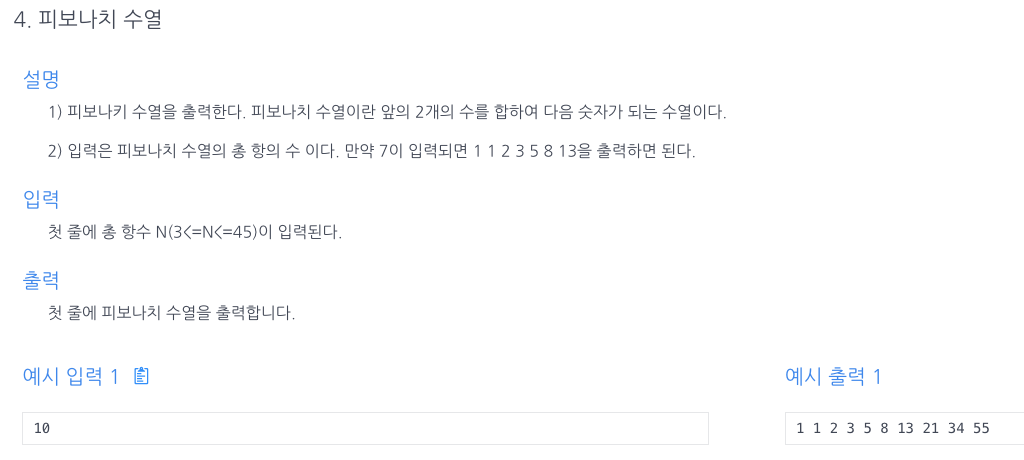 4. 피보나치 수열
설명
1) 피보나키 수열을 출력한다. 피보나치 수열이란 앞의 2개의 수를 합하여 다음 숫자가 되는 수열이다.
2) 입력은 피보나치 수열의 총 항의 수 이다. 만약 7이 입력되면 1 1 2 3 5 8 13을 출력하면 된다.
입력
첫 줄에 총 항수 N(3<=N<=45)이 입력된다.
출력
첫 줄에 피보나치 수열을 출력합니다.
예시 입력 1
10
예시 출력 1
1 1 2 3 5 8 13 21 34 55